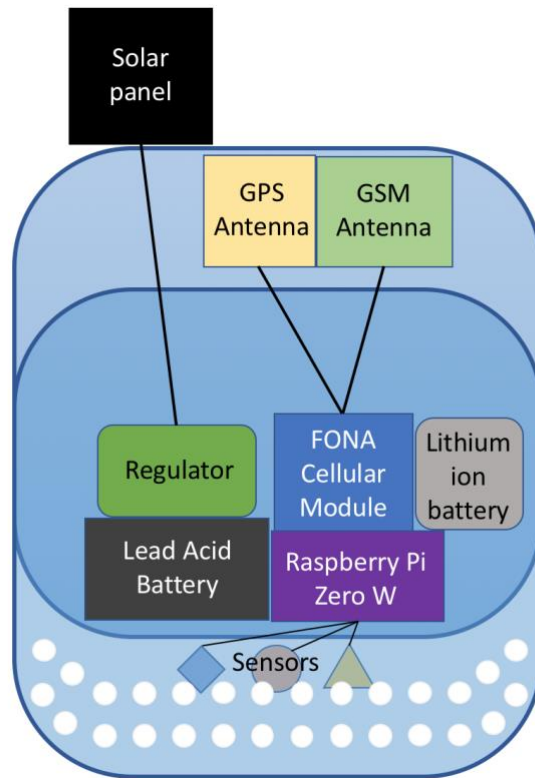 Solar
panel
GPS
Antenna
GSM
Antenna
Regulator
FONA
Cellular
Module
Lithium
ion
battery
Lead Acid
Battery
Raspberry Pi
Zero W
Sensors